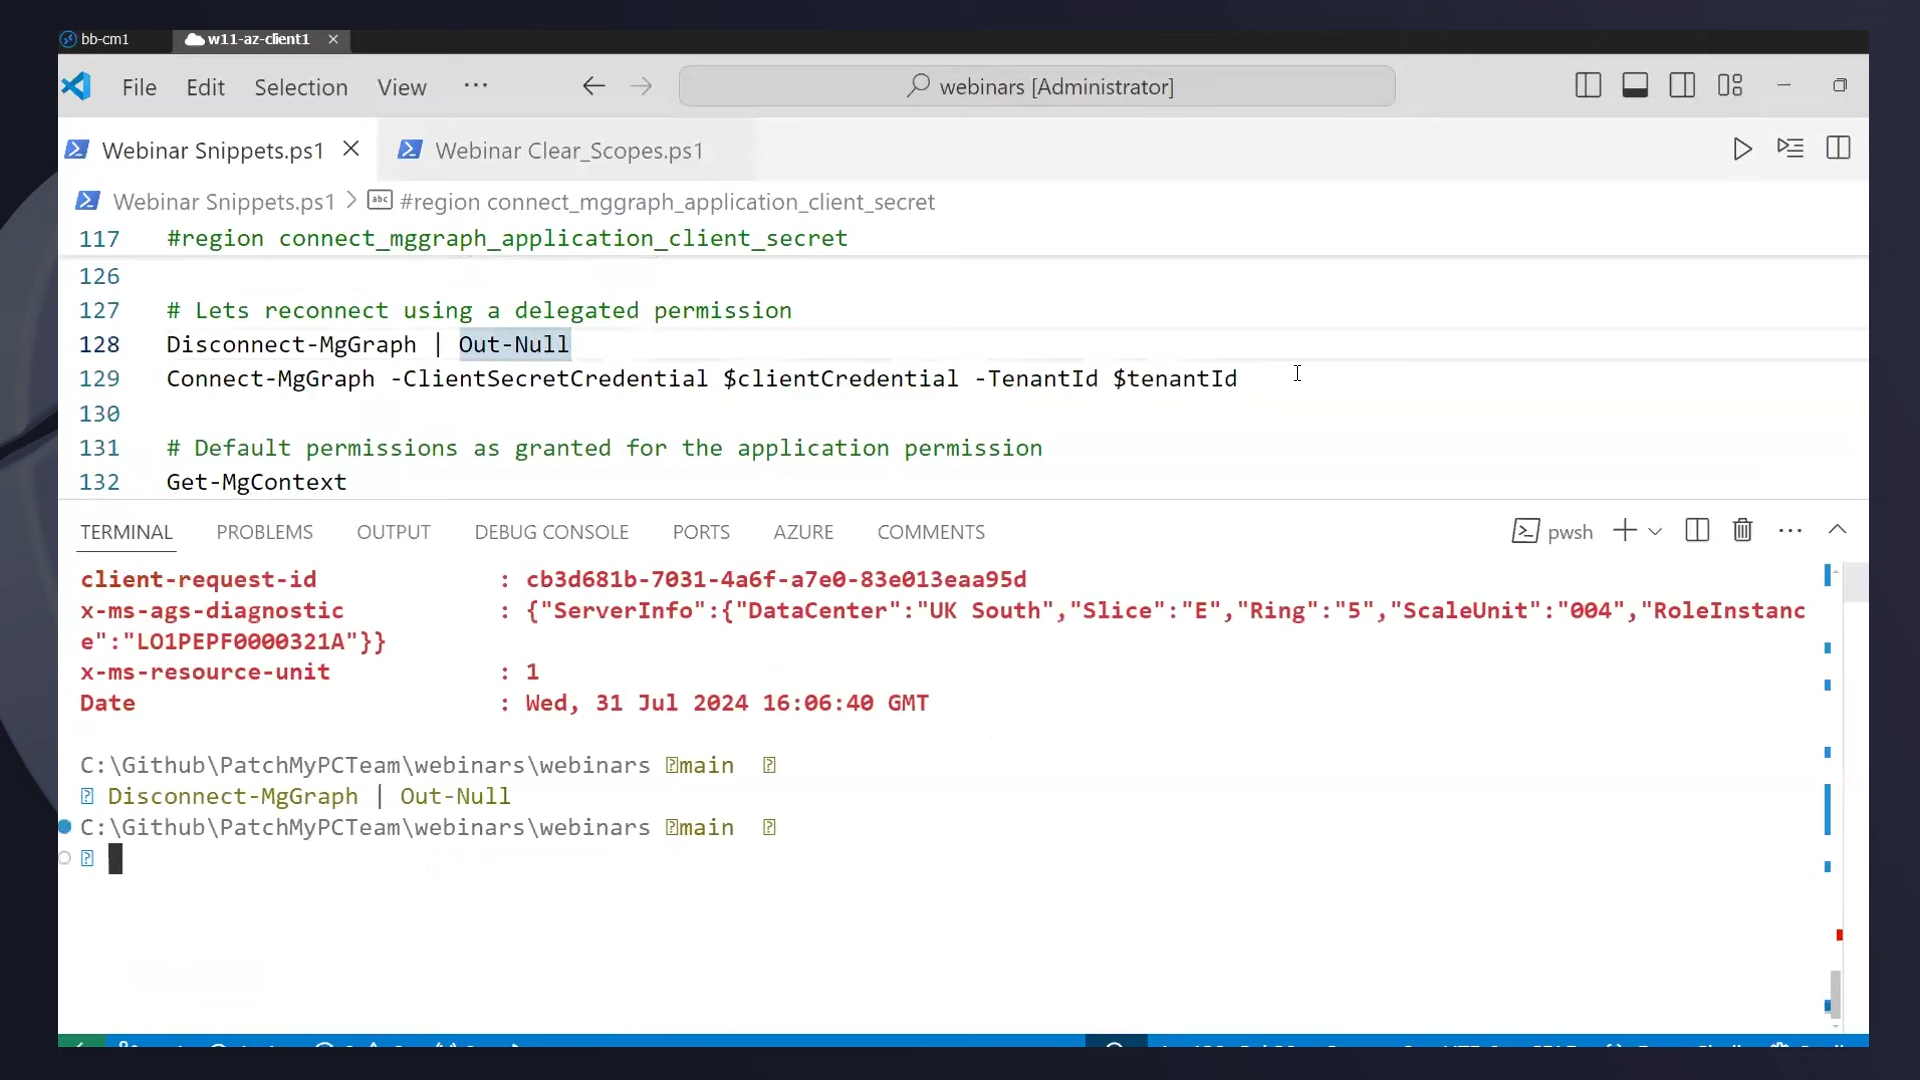 bb-cm1 w11-az-client1
File Edit Selection View ··· webinars [Administrator]
Webinar Snippets.ps1 Webinar Clear_Scopes.ps1
Webinar Snippets.ps1 > #region connect_mggraph_application_client_secret
117 #region connect_mggraph_application_client_secret
126
127 # Lets reconnect using a delegated permission
128 Disconnect-MgGraph | Out-Null
129 Connect-MgGraph -ClientSecretCredential $clientCredential -TenantId $tenantId
130
131 # Default permissions as granted for the application permission
132 Get-MgContext
TERMINAL PROBLEMS OUTPUT DEBUG CONSOLE PORTS AZURE COMMENTS pwsh
client-request-id : cb3d681b-7031-4a6f-a7e0-83e013eaa95d
x-ms-ags-diagnostic : {"ServerInfo":{"DataCenter":"UK South","Slice":"E","Ring":"5","ScaleUnit":"004","RoleInstanc
e":"LO1PEPF0000321A"}}
x-ms-resource-unit : 1
Date : Wed, 31 Jul 2024 16:06:40 GMT
C:\Github\PatchMyPCTeam\webinars\webinars main
Disconnect-MgGraph | Out-Null
C:\Github\PatchMyPCTeam\webinars\webinars main